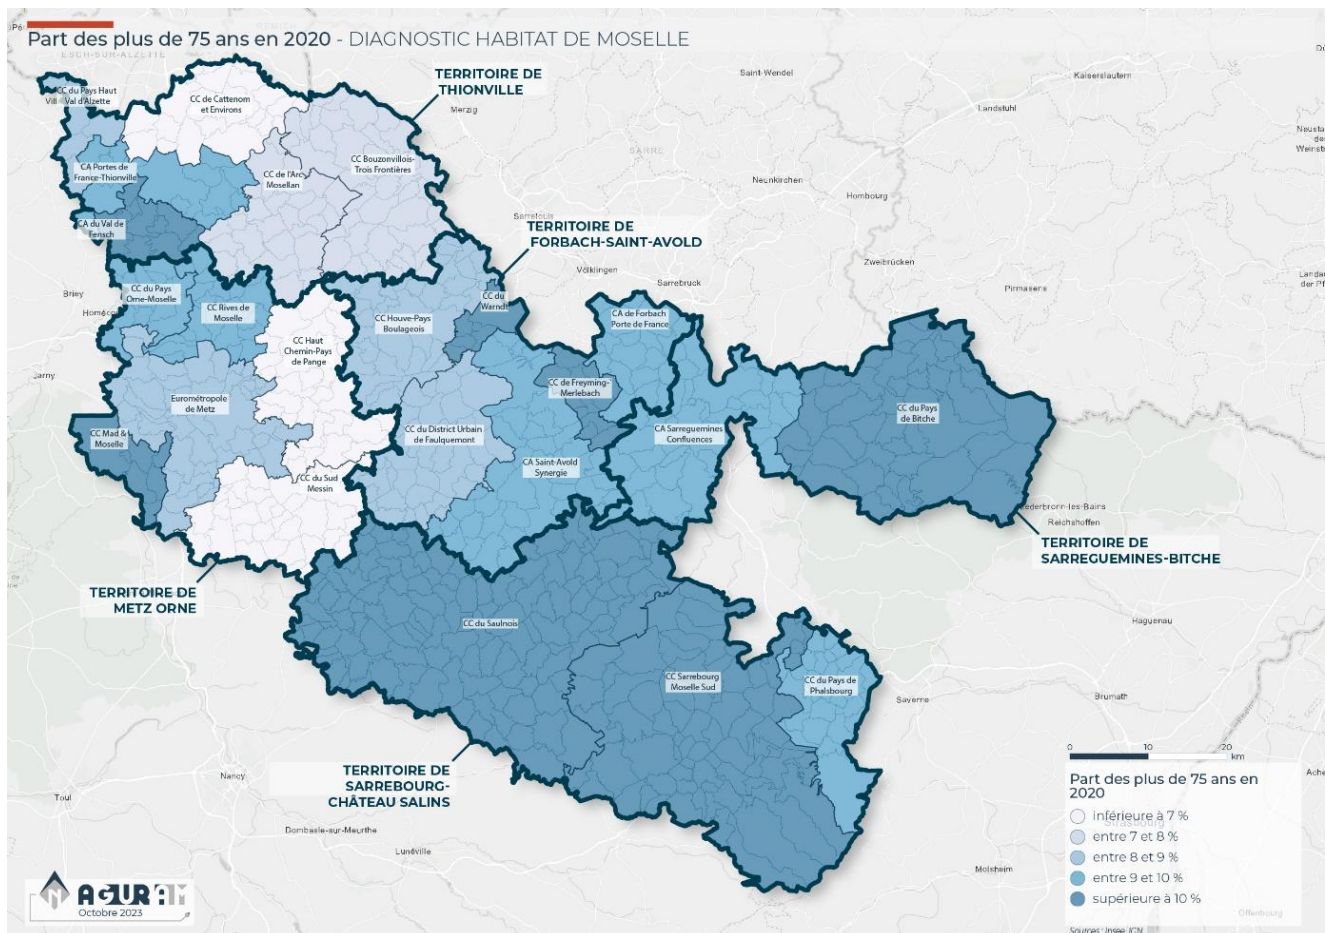 Part des plus de 75 ans en 2020 - DIAGNOSTIC HABITAT DE MOSELLE
ESCH-SUR-ALZETTE
TERRITOIRE DE
THIONVILLE
Saint-Wendel
Kaiserslautern
Landstuhl
Merzig
CC du Pays Haut
Val d'Alzette
CC de Cattenom
et Environs
SARRE
CA Portes de
France-Thionville
CC de l'Arc
Mosellan
CC Bouzonvillois-
Trois Frontières
Neunkirchen
Hombourg
CA du Val de
Fensch
Sarrelouis
TERRITOIRE DE
FORBACH-SAINT-AVOLD
Völklingen
Zweibrücken
Sarrebruck
Pirmasens
Briey
CC du Pays
Orne-Moselle
CC Rives de
Moselle
CC du
Warndt
CC Houve-Pays
Boulageois
CA de Forbach
Porte de France
CC Haut
Chemin-Pays
de Pange
Eurométropole
de Metz
CC de Freyming-
Merlebach
CC du Pays
de Bitche
CC Mad &
Moselle
CC du District Urbain
de Faulquemont
CA Sarreguemines
Confluences
CA Saint-Avold
Synergie
CC du Sud
Messin
Reichshoffen
TERRITOIRE DE
SARREGUEMINES-BITCHE
TERRITOIRE DE
METZ ORNE
CC du Saulnois
Haguenau
CC Sarrebourg
Moselle Sud
CC du Pays de
Phalsbourg
Saverne
Brumath
TERRITOIRE DE
SARREBOURG-
CHÂTEAU SALINS
Nancy
Toul
Dombasle-sur-Meurthe
Lunéville
Molsheim
Strasbourg
Offenbourg
0 10 20
km
Part des plus de 75 ans en
2020
inférieure à 7 %
entre 7 et 8 %
entre 8 et 9 %
entre 9 et 10 %
supérieure à 10 %
Sources : Insee, IGN
N
AGURAM
Octobre 2023